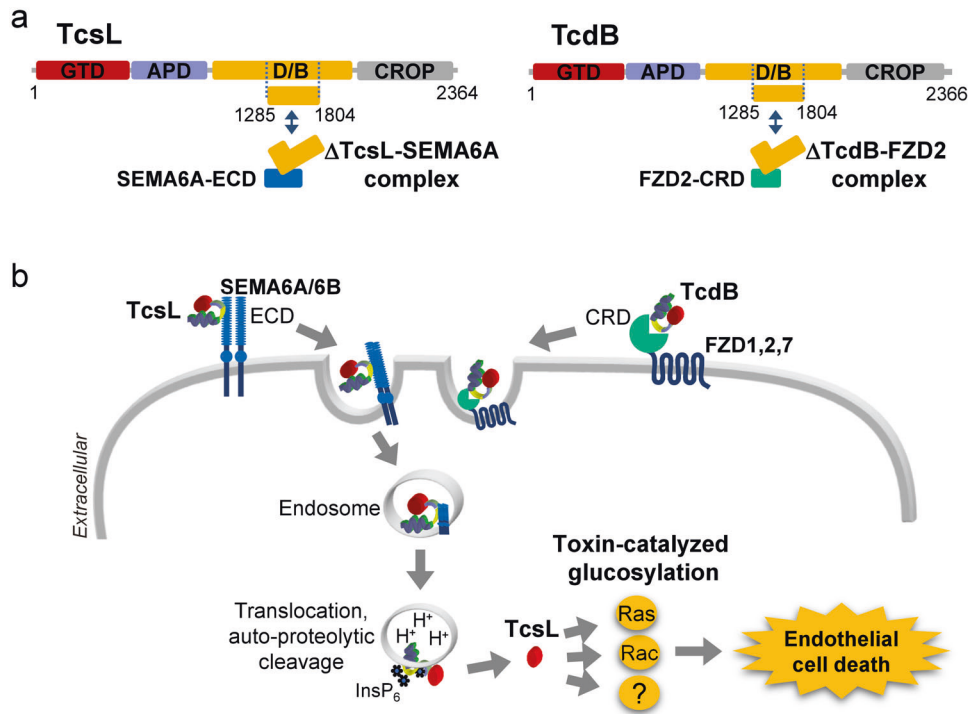 a
TcsL
GTD APD D/B CROP
1 2364
1285 1804
SEMA6A-ECD
ΔTcsL-SEMA6A
complex
TcdB
GTD APD D/B CROP
1 2366
1285 1804
FZD2-CRD
ΔTcdB-FZD2
complex
b
SEMA6A/6B
TcsL
ECD
TcdB
CRD
FZD1,2,7
Extracellular
Endosome
Translocation,
auto-proteolytic
cleavage
H+
H+ H+
InsP6
TcsL
Toxin-catalyzed
glucosylation
Ras
Rac
?
Endothelial
cell death